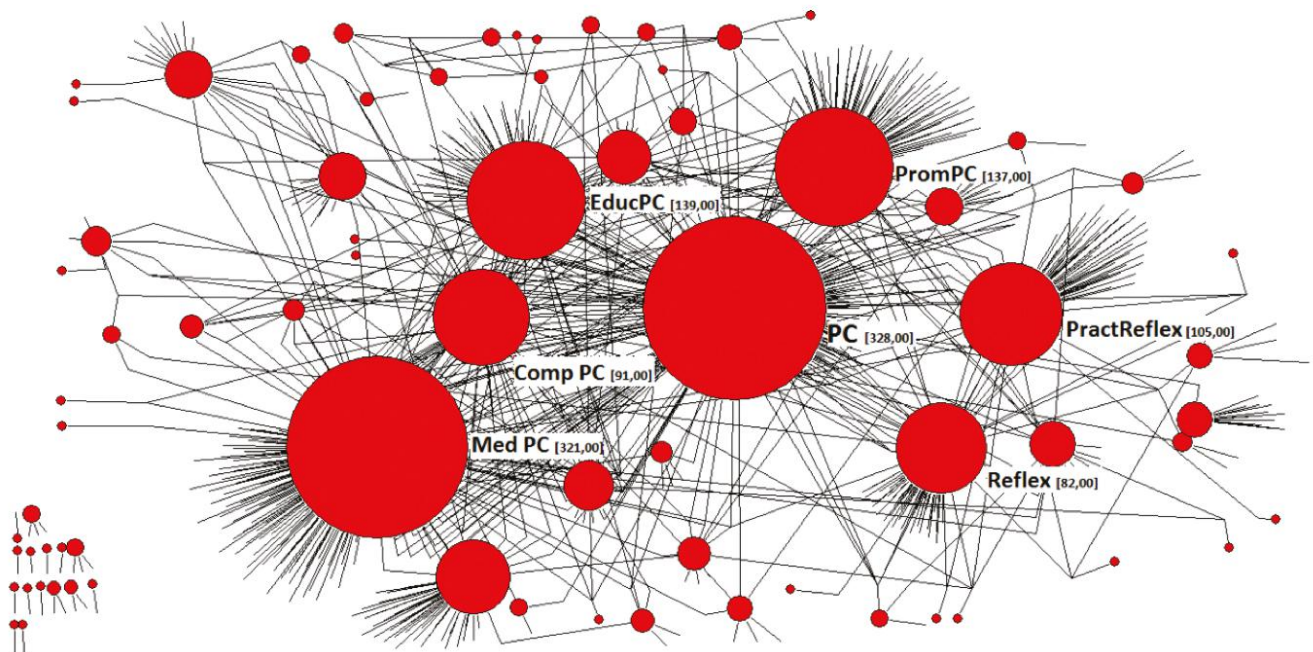 PromPC [137,00]
EducPC [139,00]
PC [328,00]
PractReflex [105,00]
Comp PC [91,00]
Med PC [321,00]
Reflex [82,00]